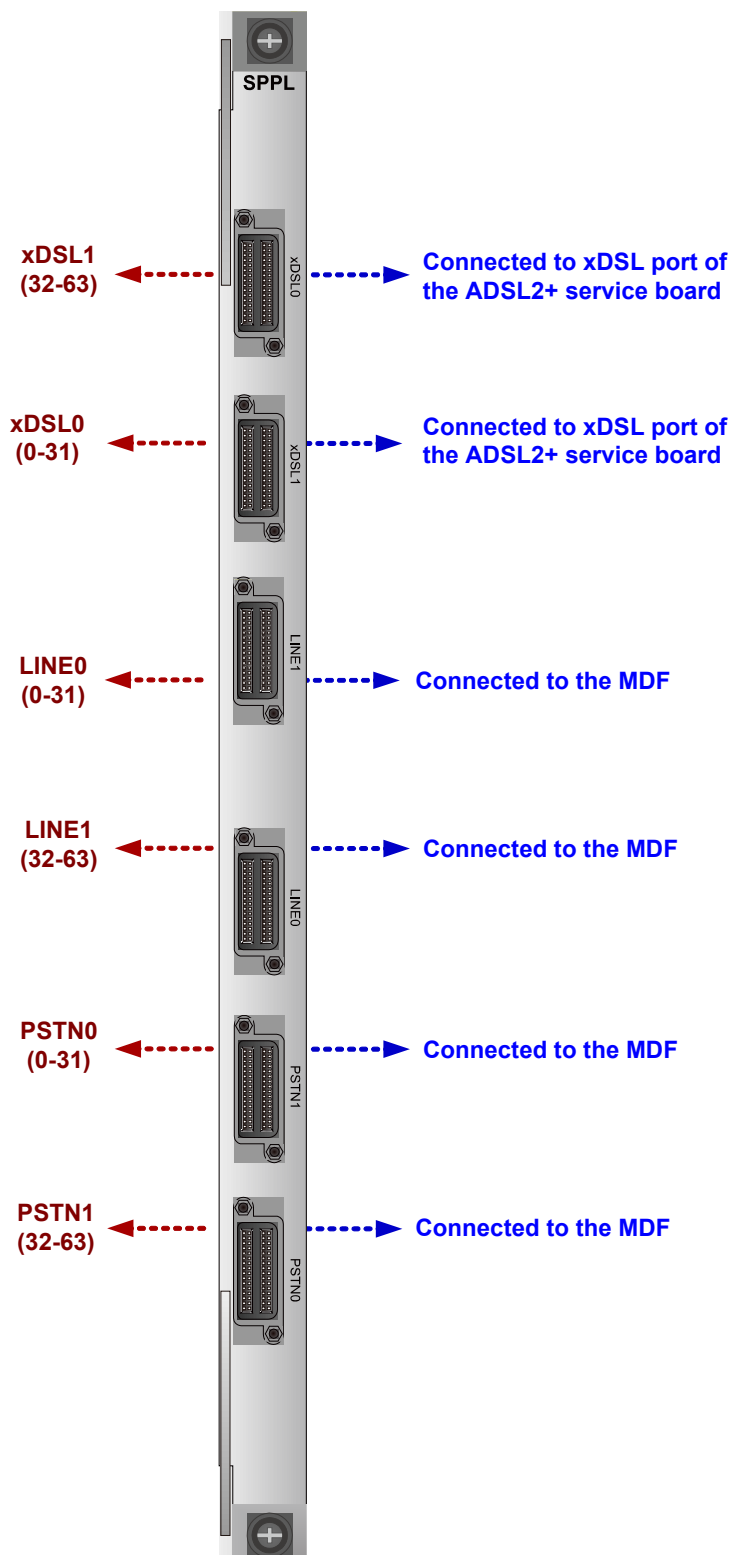 SPPL
xDSL1
(32-63)
xDSL0
Connected to xDSL port of
the ADSL2+ service board
xDSL0
(0-31)
xDSL1
Connected to xDSL port of
the ADSL2+ service board
LINE0
(0-31)
LINE1
Connected to the MDF
LINE1
(32-63)
LINE0
Connected to the MDF
PSTN0
(0-31)
PSTN1
Connected to the MDF
PSTN1
(32-63)
PSTN0
Connected to the MDF